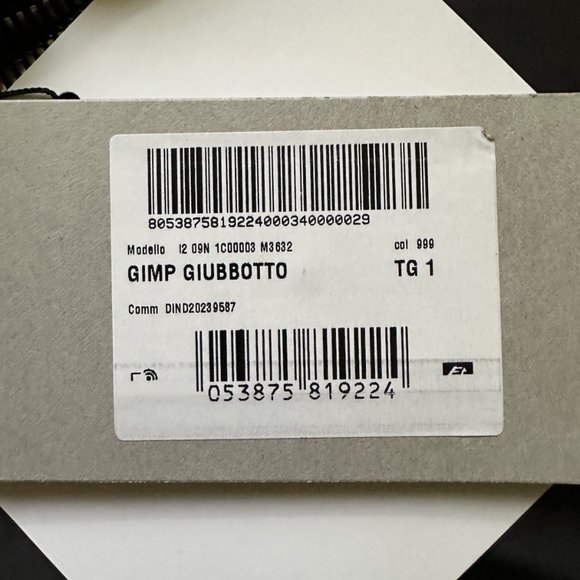 8053875819224000340000029
Modello I2 09N 1C00003 M3632 col 999
GIMP GIUBBOTTO TG 1
Comm DIND20239587
053875 819224